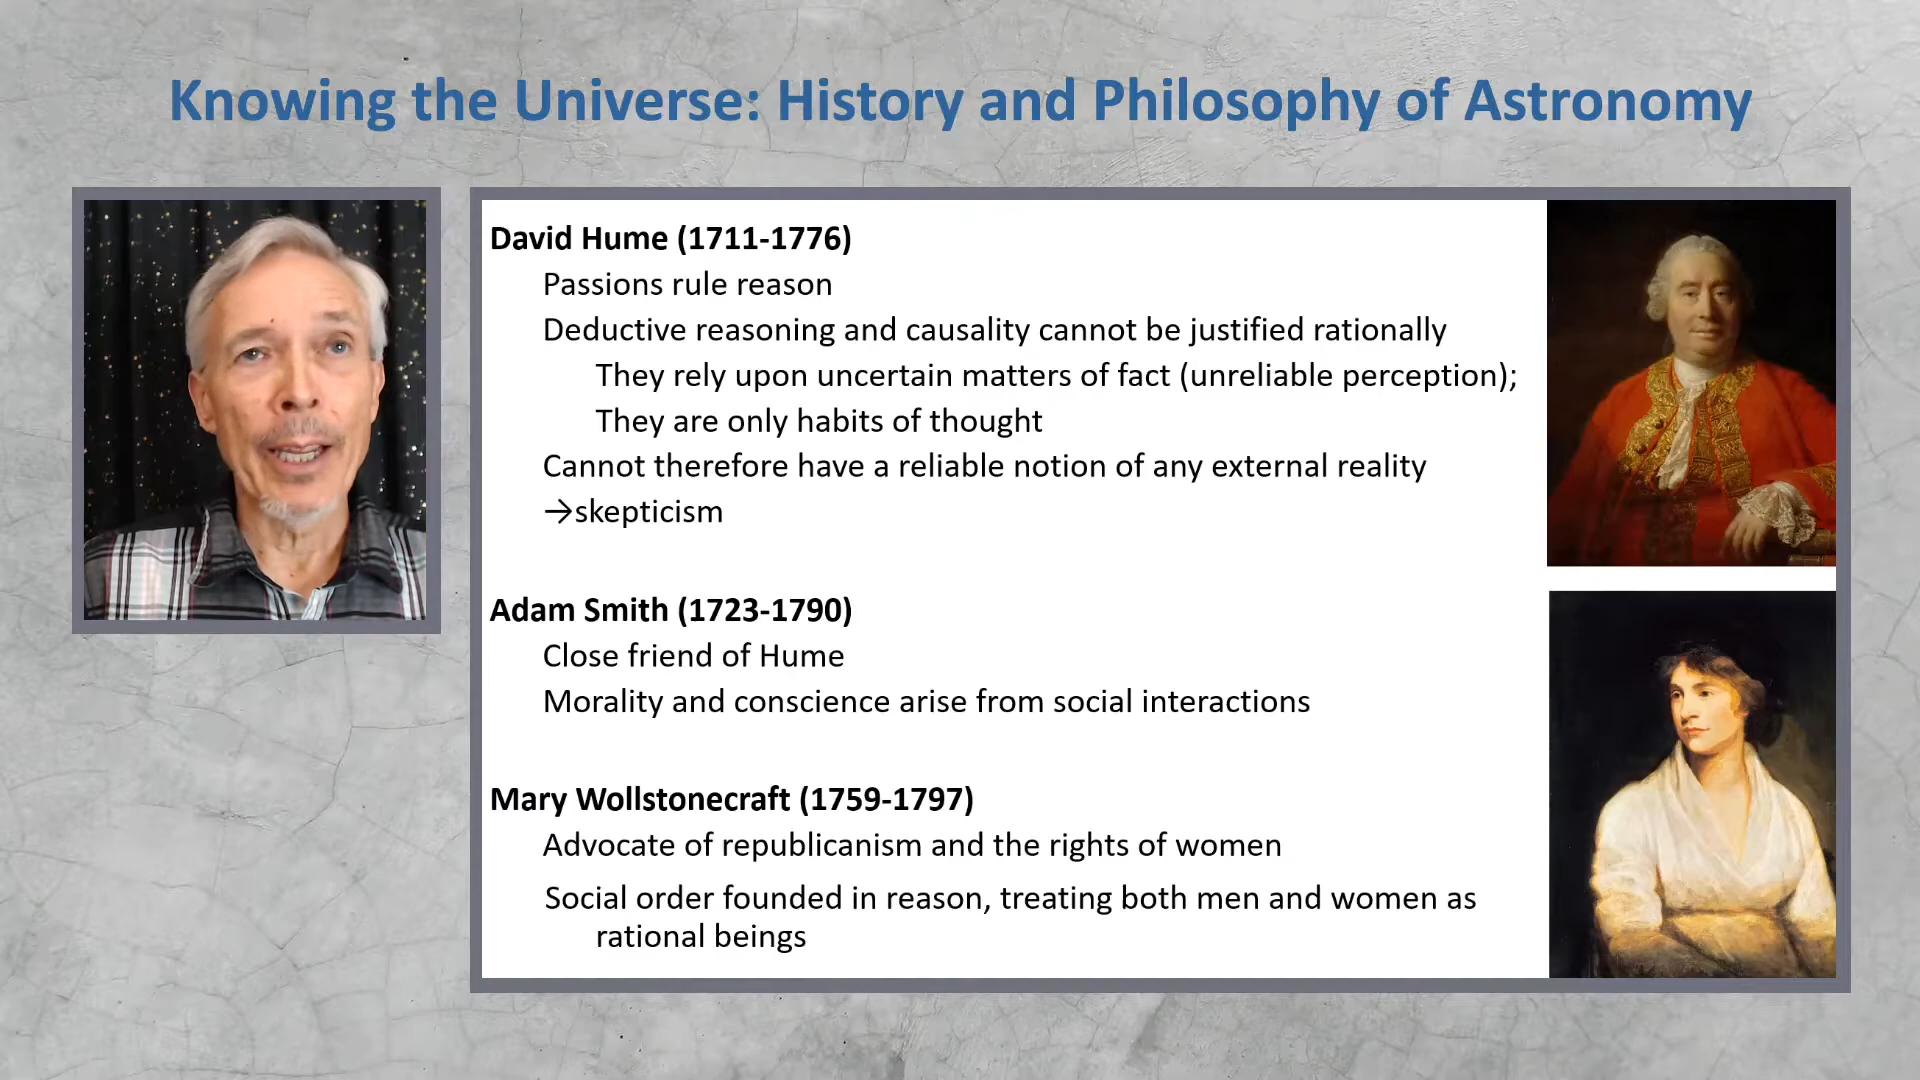 Knowing the Universe: History and Philosophy of Astronomy
David Hume (1711-1776)
Passions rule reason
Deductive reasoning and causality cannot be justified rationally
They rely upon uncertain matters of fact (unreliable perception);
They are only habits of thought
Cannot therefore have a reliable notion of any external reality
→skepticism
Adam Smith (1723-1790)
Close friend of Hume
Morality and conscience arise from social interactions
Mary Wollstonecraft (1759-1797)
Advocate of republicanism and the rights of women
Social order founded in reason, treating both men and women as
rational beings